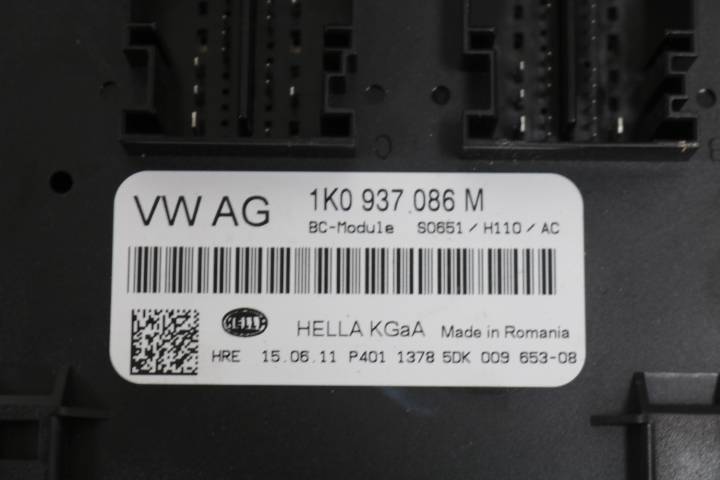 VW AG
1K0 937 086 M
BC-Module S0651 / H110 / AC
HELLA
HELLA KGaA Made in Romania
HRE 15.06.11 P401 1378 5DK 009 653-08
C